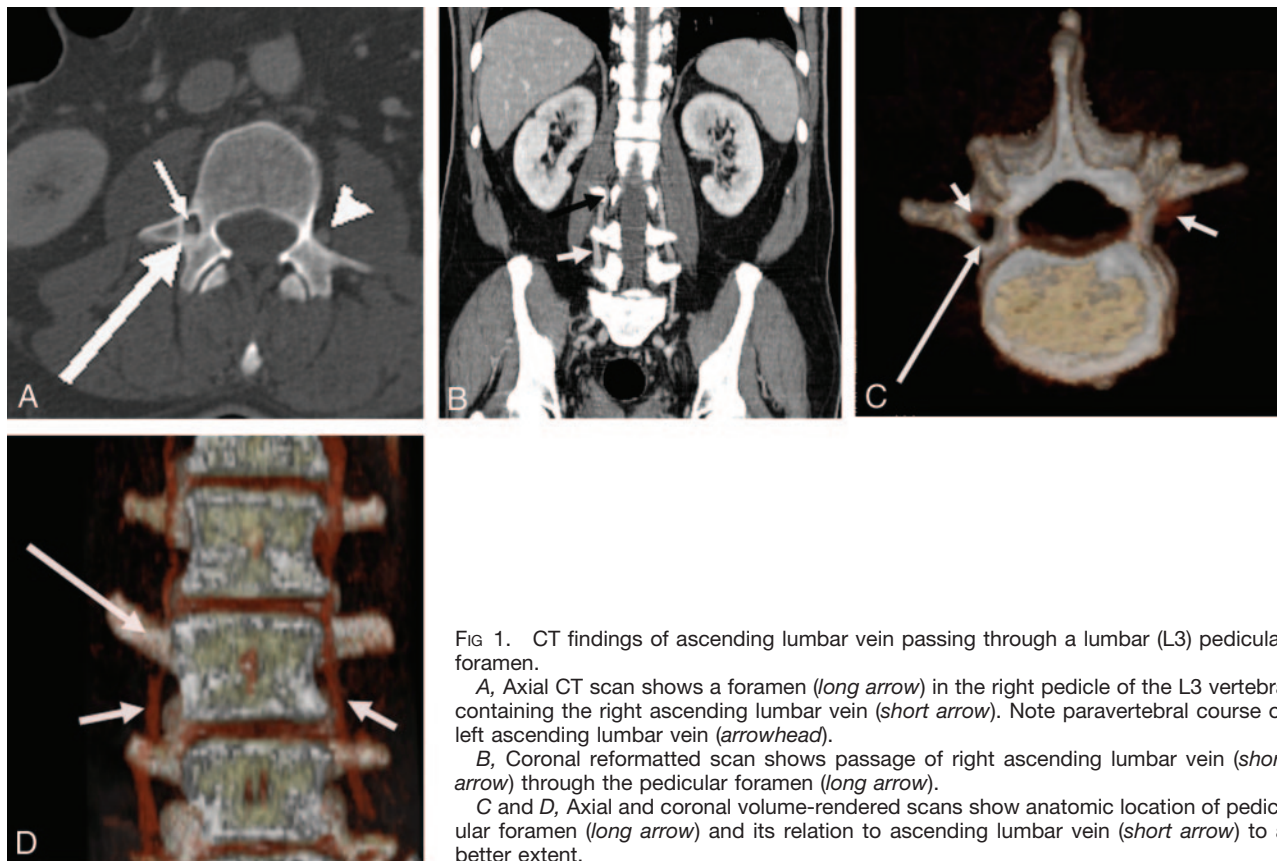 A
B
C
D
FIG 1. CT findings of ascending lumbar vein passing through a lumbar (L3) pedicular
foramen.
A, Axial CT scan shows a foramen (long arrow) in the right pedicle of the L3 vertebra
containing the right ascending lumbar vein (short arrow). Note paravertebral course o
left ascending lumbar vein (arrowhead).
B, Coronal reformatted scan shows passage of right ascending lumbar vein (shor
arrow) through the pedicular foramen (long arrow).
C and D, Axial and coronal volume-rendered scans show anatomic location of pedic-
ular foramen (long arrow) and its relation to ascending lumbar vein (short arrow) to a
better extent.